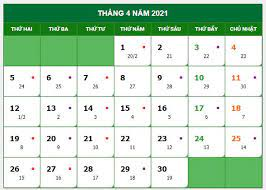 THÁNG 4 NĂM 2021
THỨ HAI THỨ BA THỨ TƯ THỨ NĂM THỨ SÁU THỨ BẢY CHỦ NHẬT
1 2 3 4
20/2 21 22 23
5 6 7 8 9 10 11
24 25 26 27 28 29 30
12 13 14 15 16 17 18
1/3 2 3 4 5 6 7
19 20 21 22 23 24 25
8 9 10 11 12 13 14
26 27 28 29 30
15 16 17 18 19